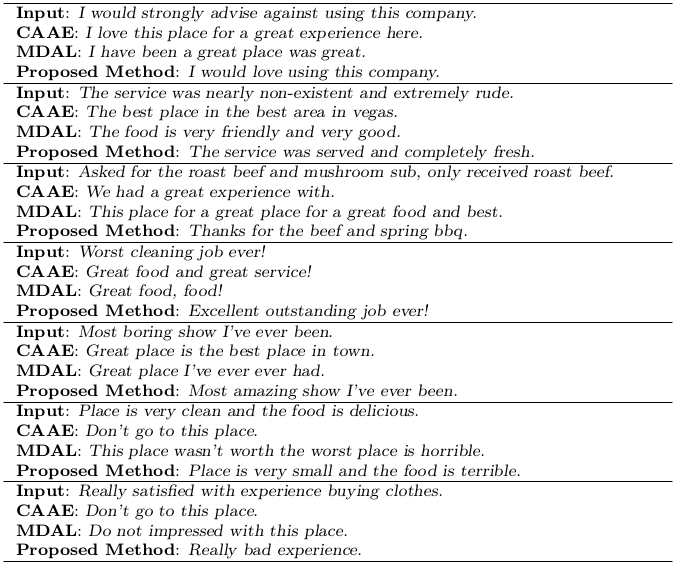 Input: I would strongly advise against using this company.
CAAE: I love this place for a great experience here.
MDAL: I have been a great place was great.
Proposed Method: I would love using this company.
Input: The service was nearly non-existent and extremely rude.
CAAE: The best place in the best area in vegas.
MDAL: The food is very friendly and very good.
Proposed Method: The service was served and completely fresh.
Input: Asked for the roast beef and mushroom sub, only received roast beef.
CAAE: We had a great experience with.
MDAL: This place for a great place for a great food and best.
Proposed Method: Thanks for the beef and spring bbq.
Input: Worst cleaning job ever!
CAAE: Great food and great service!
MDAL: Great food, food!
Proposed Method: Excellent outstanding job ever!
Input: Most boring show I've ever been.
CAAE: Great place is the best place in town.
MDAL: Great place I've ever ever had.
Proposed Method: Most amazing show I've ever been.
Input: Place is very clean and the food is delicious.
CAAE: Don't go to this place.
MDAL: This place wasn't worth the worst place is horrible.
Proposed Method: Place is very small and the food is terrible.
Input: Really satisfied with experience buying clothes.
CAAE: Don't go to this place.
MDAL: Do not impressed with this place.
Proposed Method: Really bad experience.